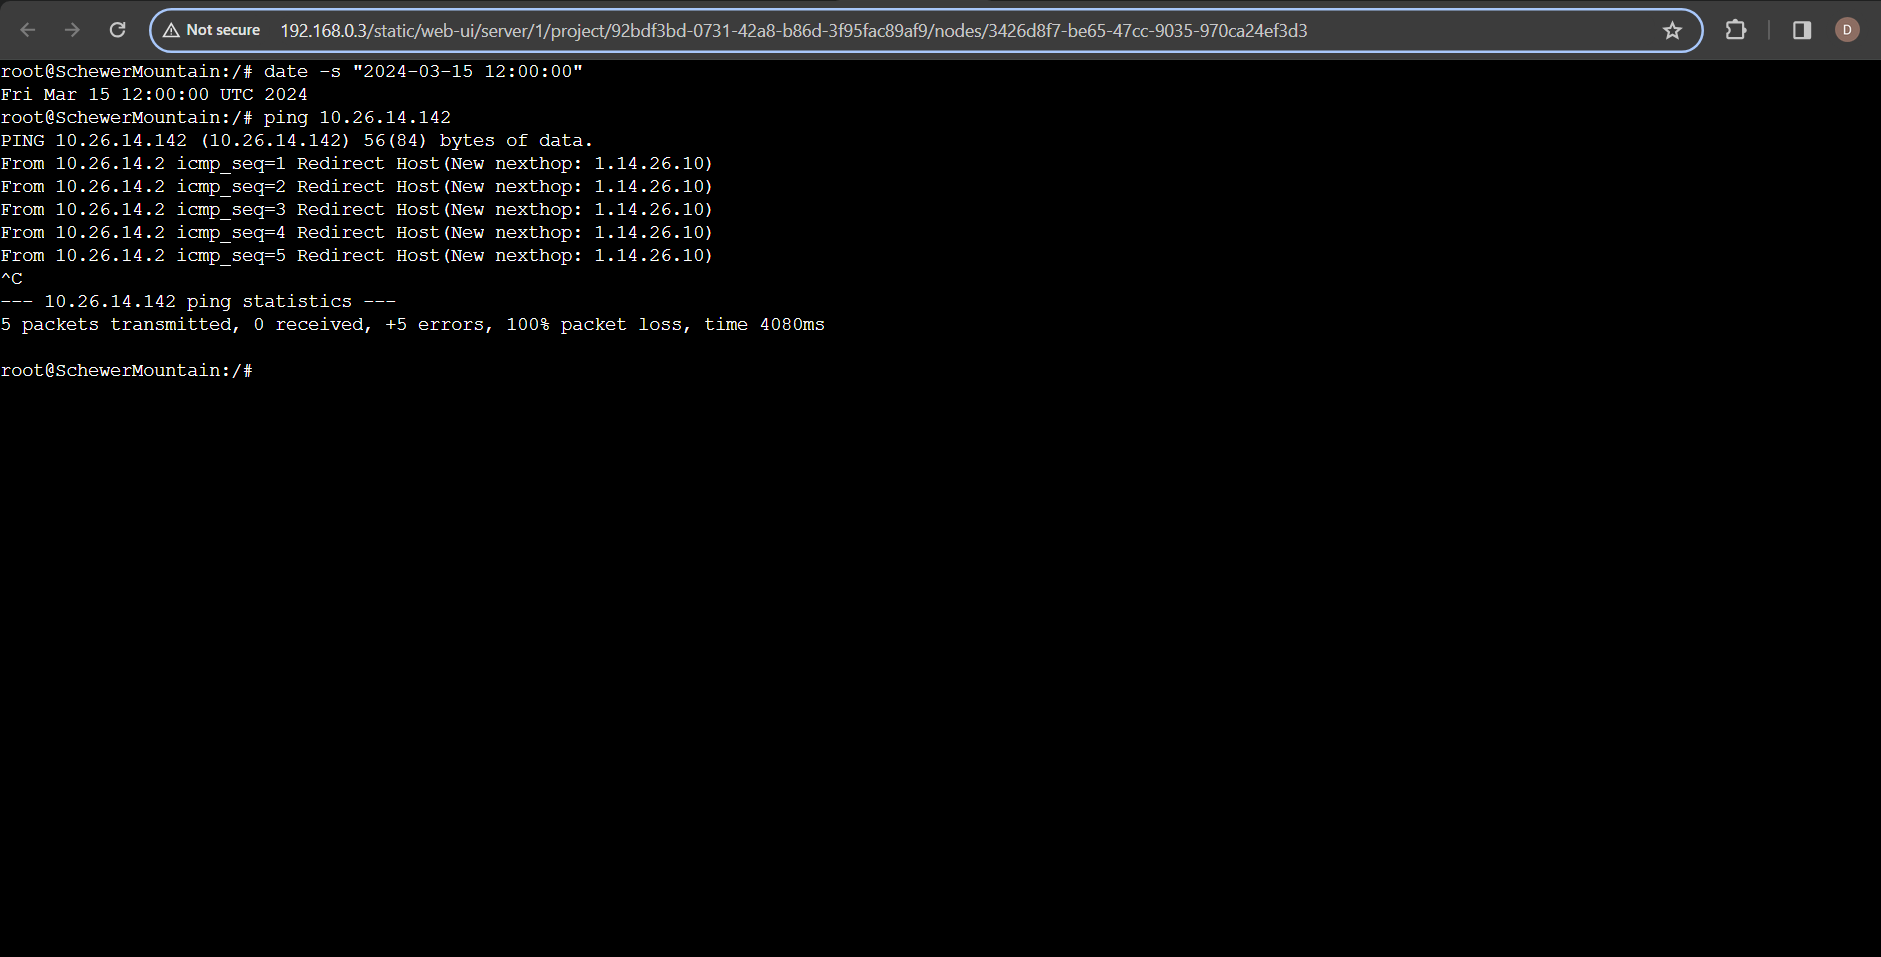 Not secure 192.168.0.3/static/web-ui/server/1/project/92bdf3bd-0731-42a8-b86d-3f95fac89af9/nodes/3426d8f7-be65-47cc-9035-970ca24ef3d3 D
root@SchewerMountain:/# date -s "2024-03-15 12:00:00"
Fri Mar 15 12:00:00 UTC 2024
root@SchewerMountain:/# ping 10.26.14.142
PING 10.26.14.142 (10.26.14.142) 56(84) bytes of data.
From 10.26.14.2 icmp_seq=1 Redirect Host(New nexthop: 1.14.26.10)
From 10.26.14.2 icmp_seq=2 Redirect Host(New nexthop: 1.14.26.10)
From 10.26.14.2 icmp_seq=3 Redirect Host(New nexthop: 1.14.26.10)
From 10.26.14.2 icmp_seq=4 Redirect Host(New nexthop: 1.14.26.10)
From 10.26.14.2 icmp_seq=5 Redirect Host(New nexthop: 1.14.26.10)
^C
--- 10.26.14.142 ping statistics ---
5 packets transmitted, 0 received, +5 errors, 100% packet loss, time 4080ms
root@SchewerMountain:/#